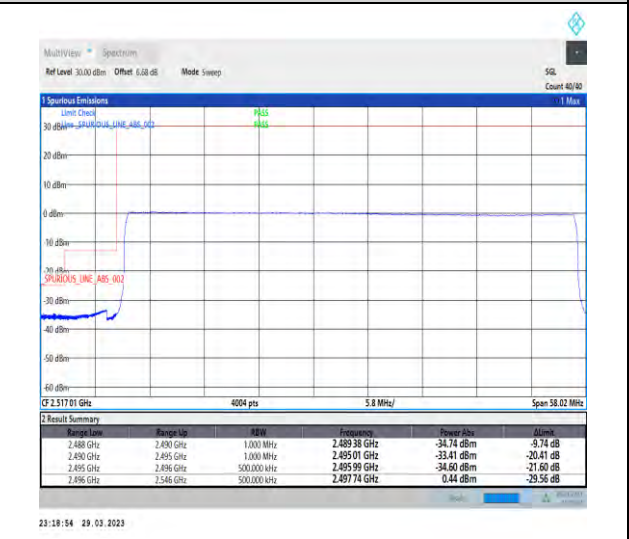 MultiView Spectrum
Ref Level 30.00 dBm Offset 6.68 dB Mode Sweep SGL
Count 40/40
1 Spurious Emissions 1 Max
Limit Check PASS
30 dBm Line _SPURIOUS_LINE_ABS_002 PASS
20 dBm
10 dBm
0 dBm
-10 dBm
-20 dBm
SPURIOUS_LINE_ABS_002
-30 dBm
-40 dBm
-50 dBm
-60 dBm
CF 2.517 01 GHz 4004 pts 5.8 MHz/ Span 58.02 MHz
2 Result Summary
Range Low Range Up RBW Frequency Power Abs ΔLimit
2.488 GHz 2.490 GHz 1.000 MHz 2.489 38 GHz -34.74 dBm -9.74 dB
2.490 GHz 2.495 GHz 1.000 MHz 2.495 01 GHz -33.41 dBm -20.41 dB
2.495 GHz 2.496 GHz 500.000 kHz 2.495 99 GHz -34.60 dBm -21.60 dB
2.496 GHz 2.546 GHz 500.000 kHz 2.497 74 GHz 0.44 dBm -29.56 dB
23:18:54 29.03.2023